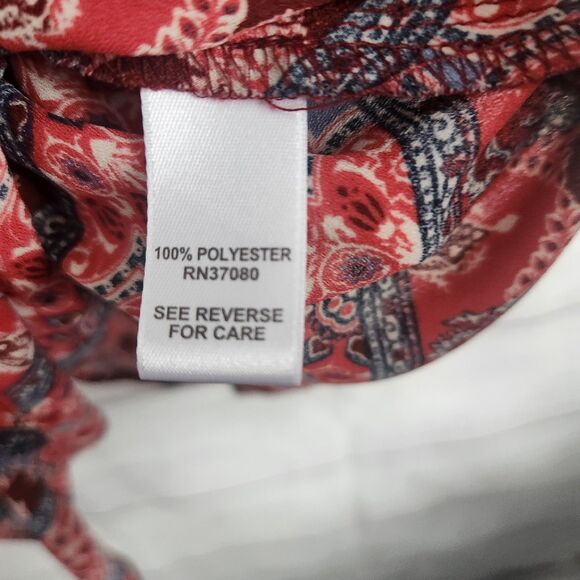 100% POLYESTER
RN37080
SEE REVERSE
FOR CARE